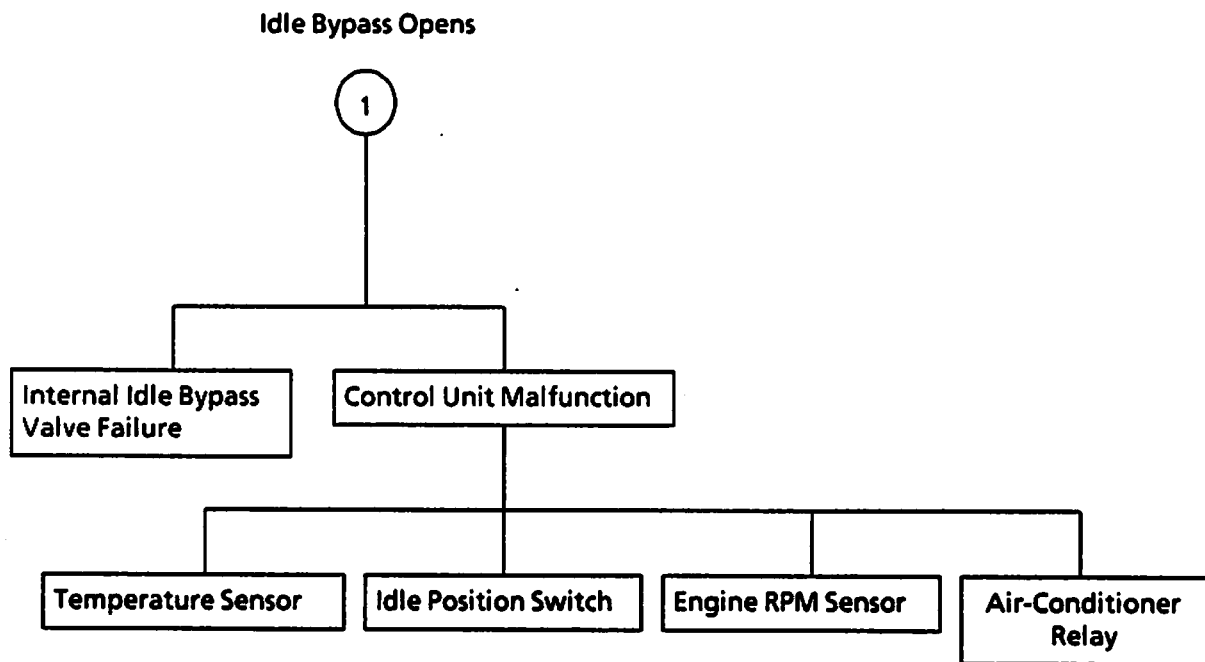 Idle Bypass Opens
1
Internal Idle Bypass
Valve Failure
Control Unit Malfunction
Temperature Sensor
Idle Position Switch
Engine RPM Sensor
Air-Conditioner
Relay